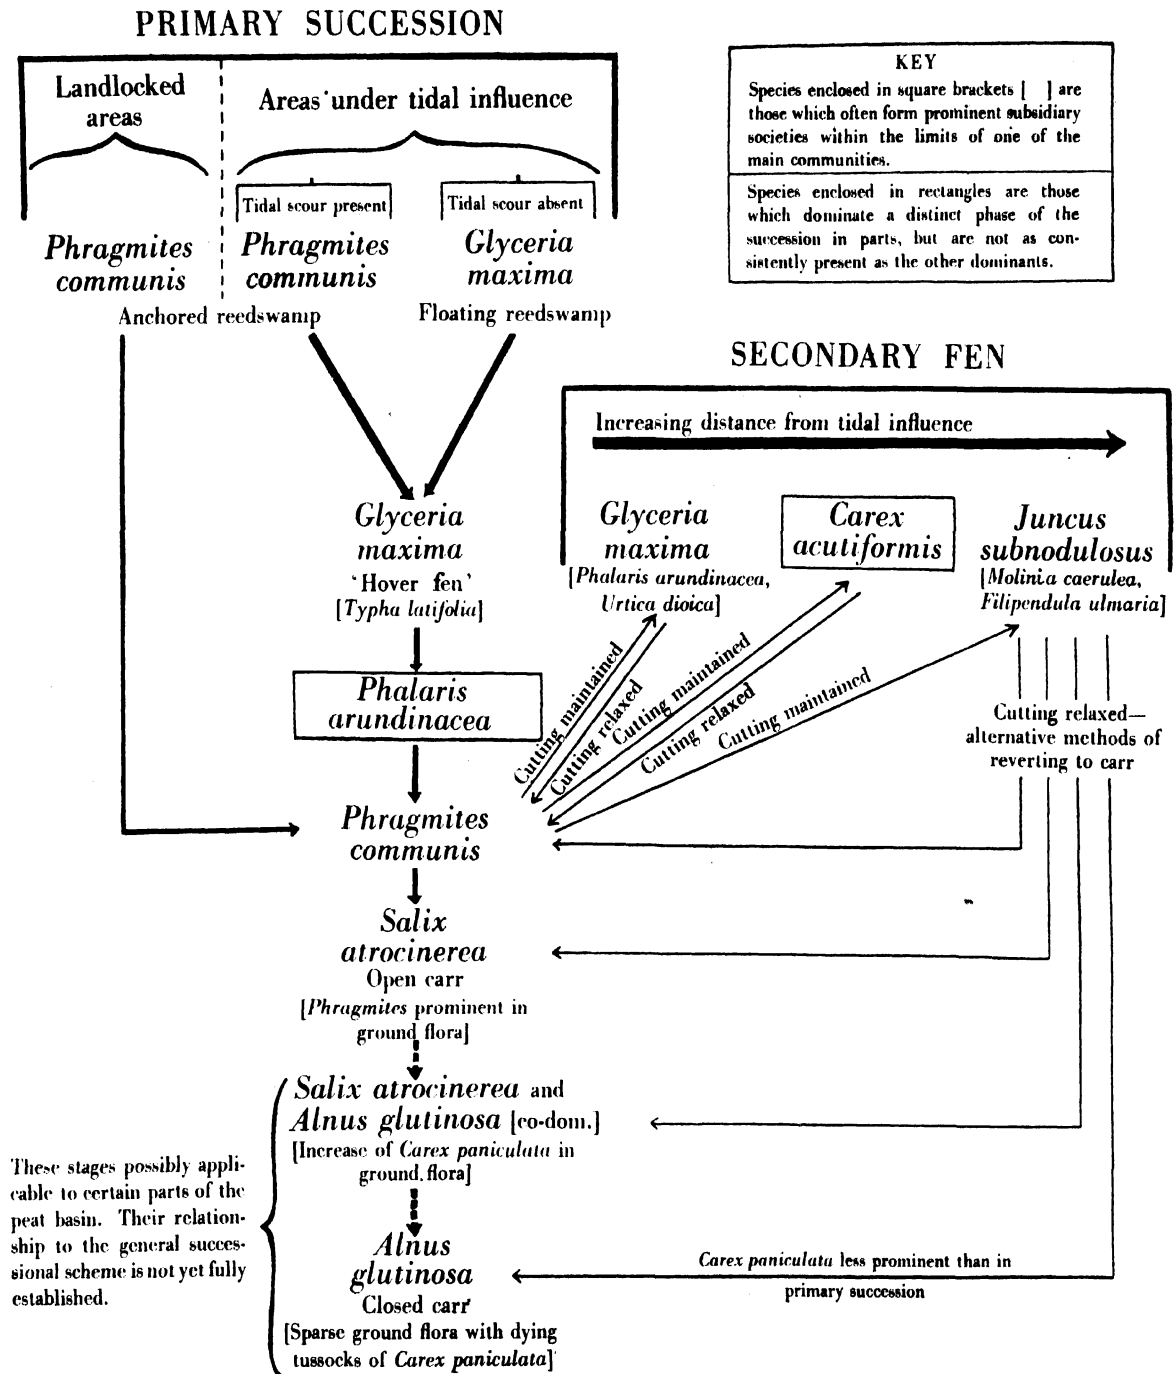 PRIMARY SUCCESSION
Landlocked
areas
Areas under tidal influence
Tidal scour present
Tidal scour absent
Phragmites
communis
Phragmites
communis
Glyceria
maxima
Anchored reedswamp
Floating reedswamp
KEY
Species enclosed in square brackets [ ] are
those which often form prominent subsidiary
societies within the limits of one of the
main communities.
Species enclosed in rectangles are those
which dominate a distinct phase of the
succession in parts, but are not as con-
sistently present as the other dominants.
SECONDARY FEN
Increasing distance from tidal influence
Glyceria
maxima
[Phalaris arundinacea,
Urtica dioica]
Carex
acutiformis
Juncus
subnodulosus
[Molinia caerulea,
Filipendula ulmaria]
Glyceria
maxima
'Hover fen'
[Typha latifolia]
Phalaris
arundinacea
Cutting maintained
Cutting relaxed
Cutting maintained
Cutting relaxed
Cutting maintained
Cutting relaxed—
alternative methods of
reverting to carr
Phragmites
communis
Salix
atrocinerea
Open carr
[Phragmites prominent in
ground flora]
Salix atrocinerea and
Alnus glutinosa [co-dom.]
[Increase of Carex paniculata in
ground flora]
These stages possibly appli-
cable to certain parts of the
peat basin. Their relation-
ship to the general succes-
sional scheme is not yet fully
established.
Alnus
glutinosa
Closed carr
[Sparse ground flora with dying
tussocks of Carex paniculata]
Carex paniculata less prominent than in
primary succession